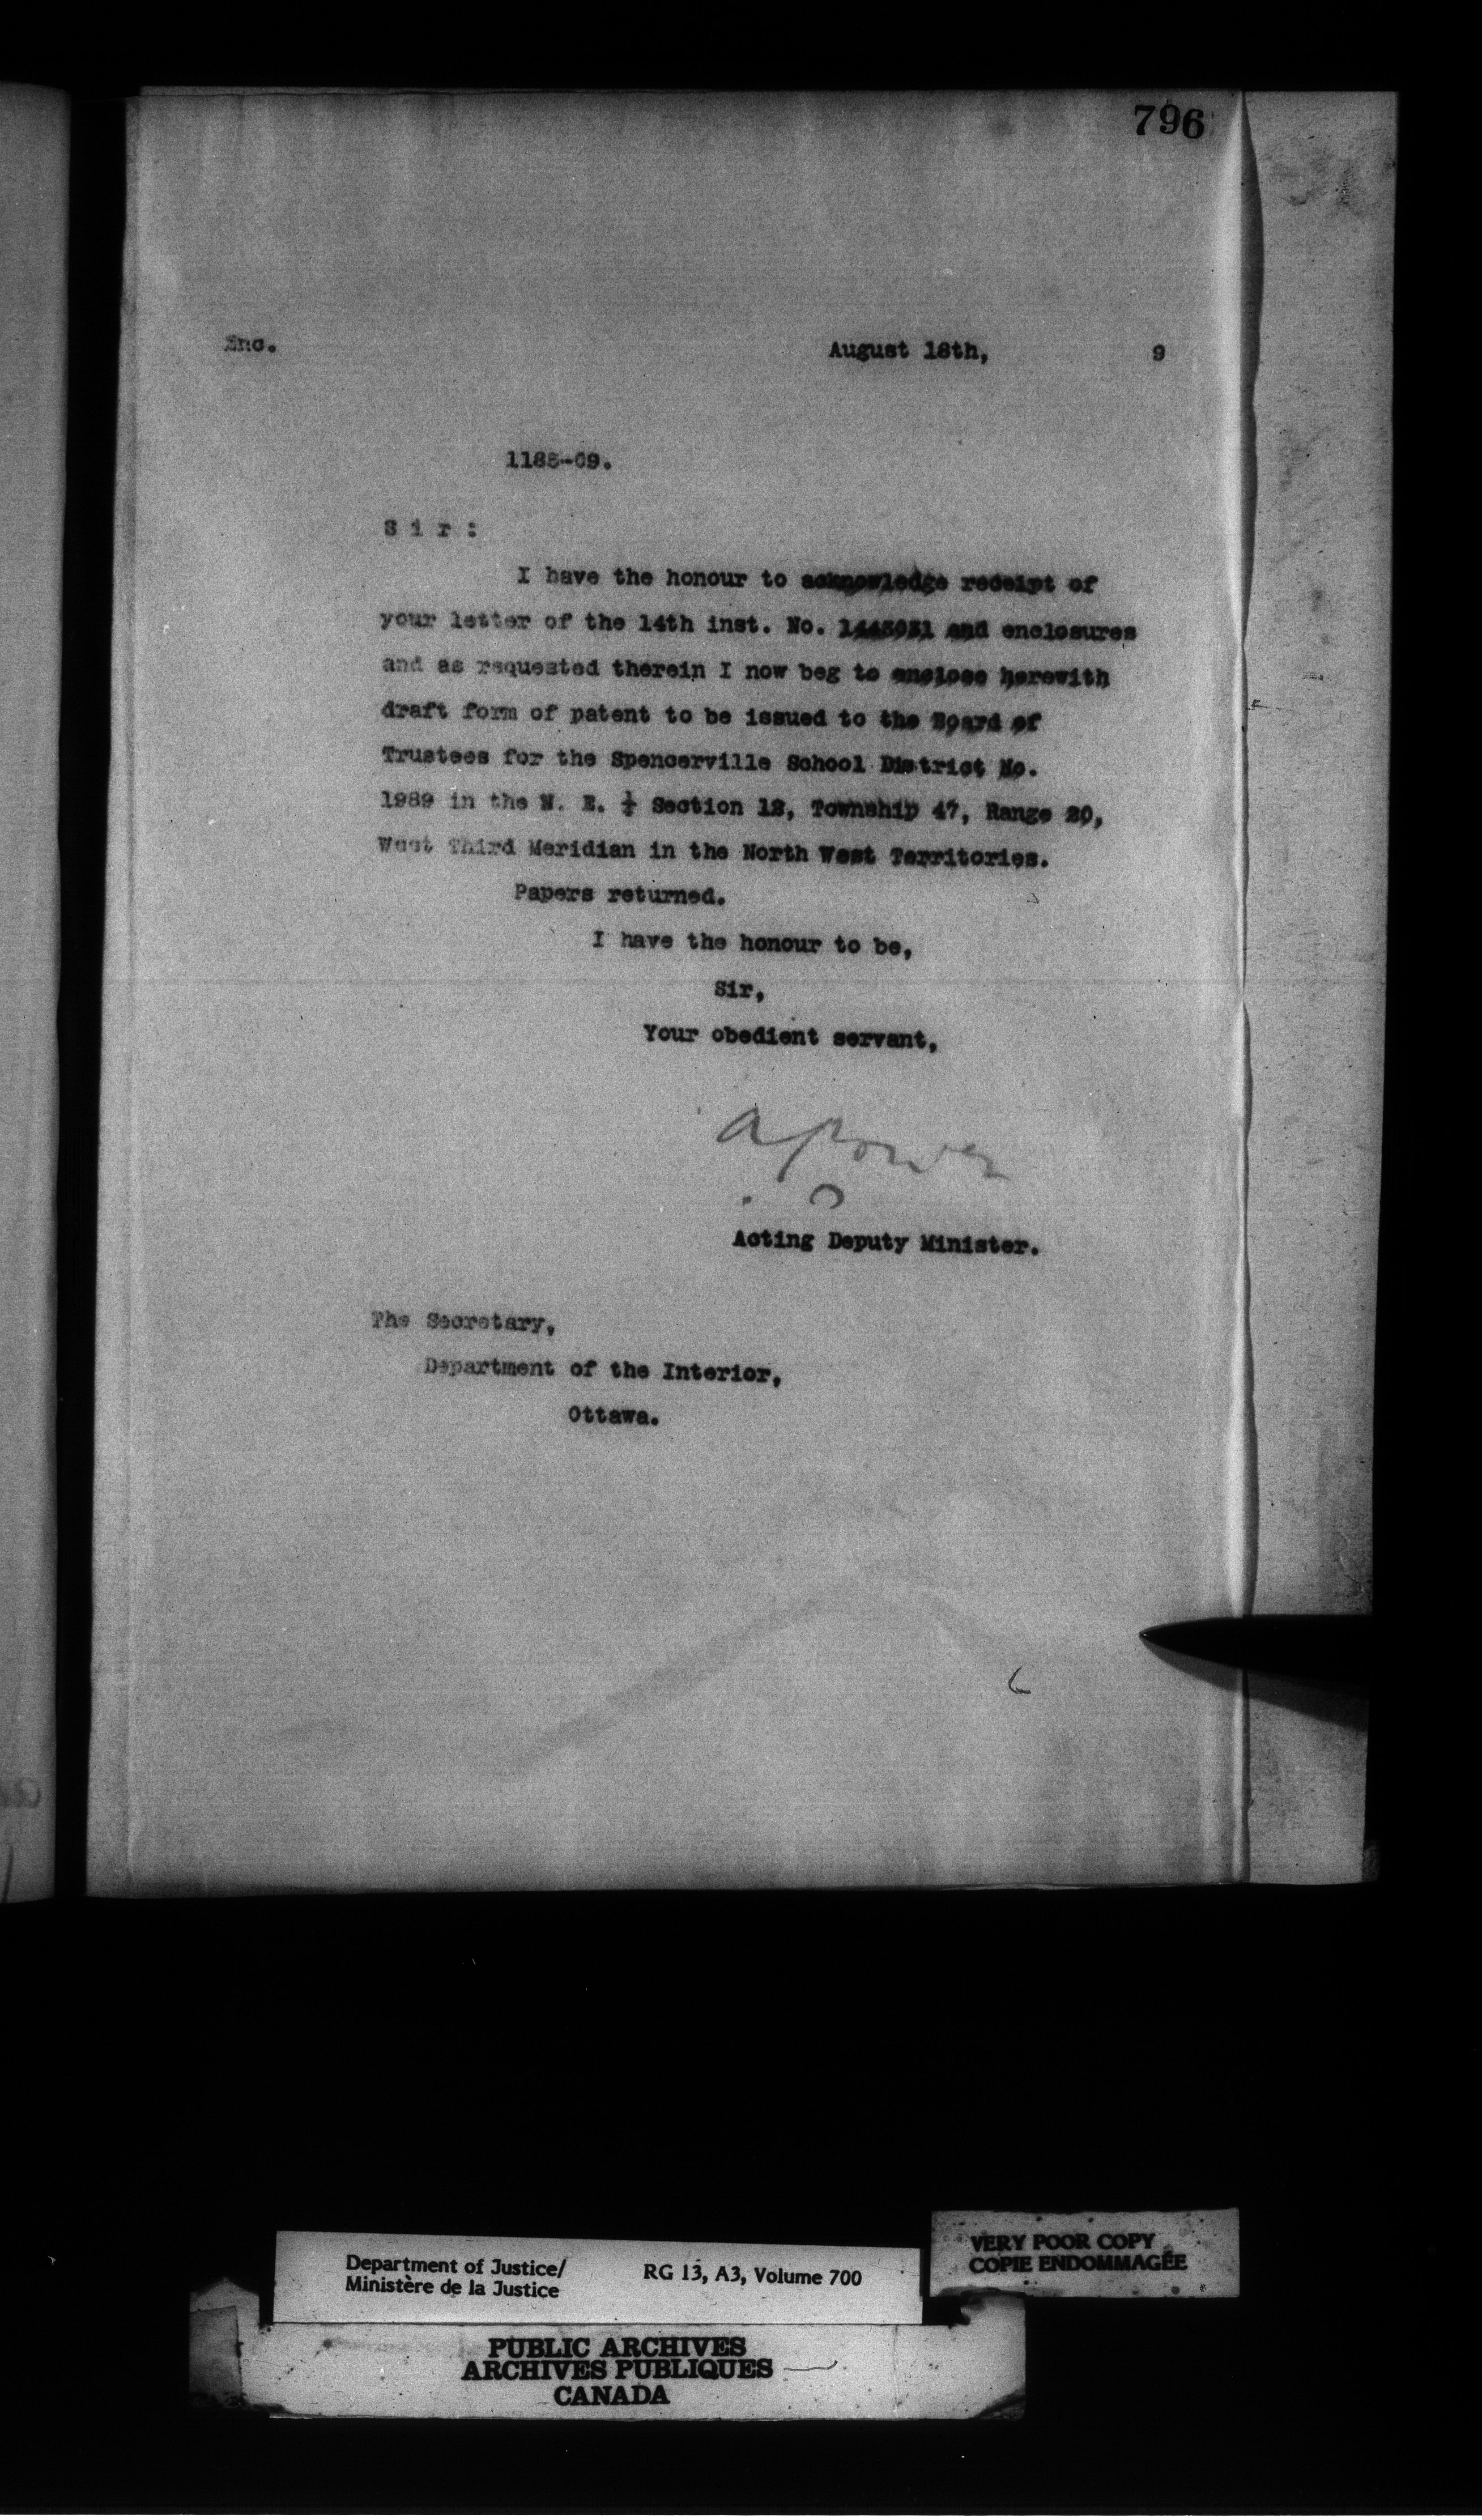 796
Enc. August 18th, 9
1185-09.
S i r :
I have the honour to acknowledge receipt of
your letter of the 14th inst. No. and enclosures
and as requested therein I now beg to enclose herewith
draft form of patent to be issued to the Board of
Trustees for the Spencerville School District No.
1989 in the N. E. ¼ Section 12, Township 47, Range 20,
West Third Meridian in the North West Territories.
Papers returned.
I have the honour to be,
Sir,
Your obedient servant,
A Power
Acting Deputy Minister.
The Secretary,
Department of the Interior,
Ottawa.
VERY POOR COPY
COPIE ENDOMMAGÉE
Department of Justice/ RG 13, A3, Volume 700
Ministère de la Justice
PUBLIC ARCHIVES
ARCHIVES PUBLIQUES
CANADA